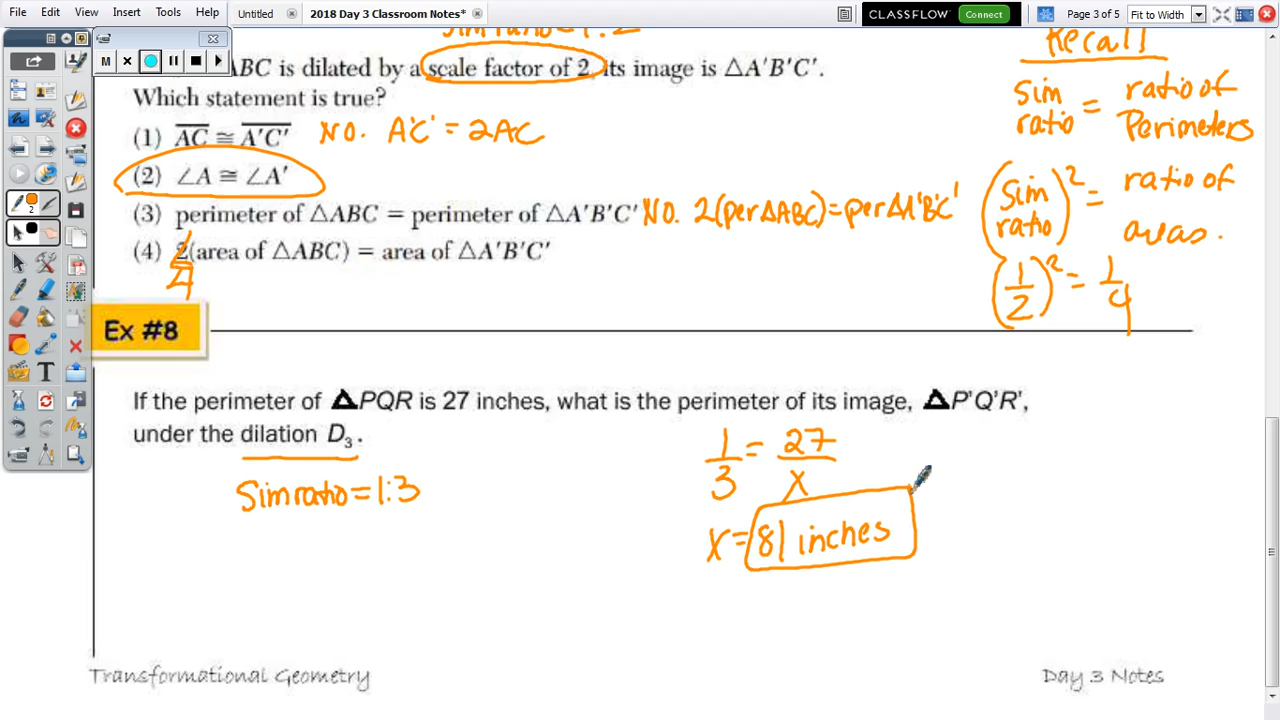 File Edit View Insert Tools Help
Untitled
2018 Day 3 Classroom Notes*
CLASSFLOW Connect
Page 3 of 5
Fit to Width
Sim ratio = 1:2
Recall
ABC is dilated by a scale factor of 2, its image is △A′B′C′.
Which statement is true?
(1) AC ≅ A′C′ NO. A'C' = 2AC
(2) ∠A ≅ ∠A′
(3) perimeter of △ABC = perimeter of △A′B′C′ NO. 2(per△ABC)=per△A'B'C'
(4) 2(area of △ABC) = area of △A′B′C′
4
sim ratio = ratio of Perimeters
(Sim ratio)² = ratio of areas.
(1/2)² = 1/4
Ex #8
If the perimeter of △PQR is 27 inches, what is the perimeter of its image, △P'Q'R',
under the dilation D₃.
Sim ratio = 1:3
1/3 = 27/x
x = 81 inches
Transformational Geometry
Day 3 Notes